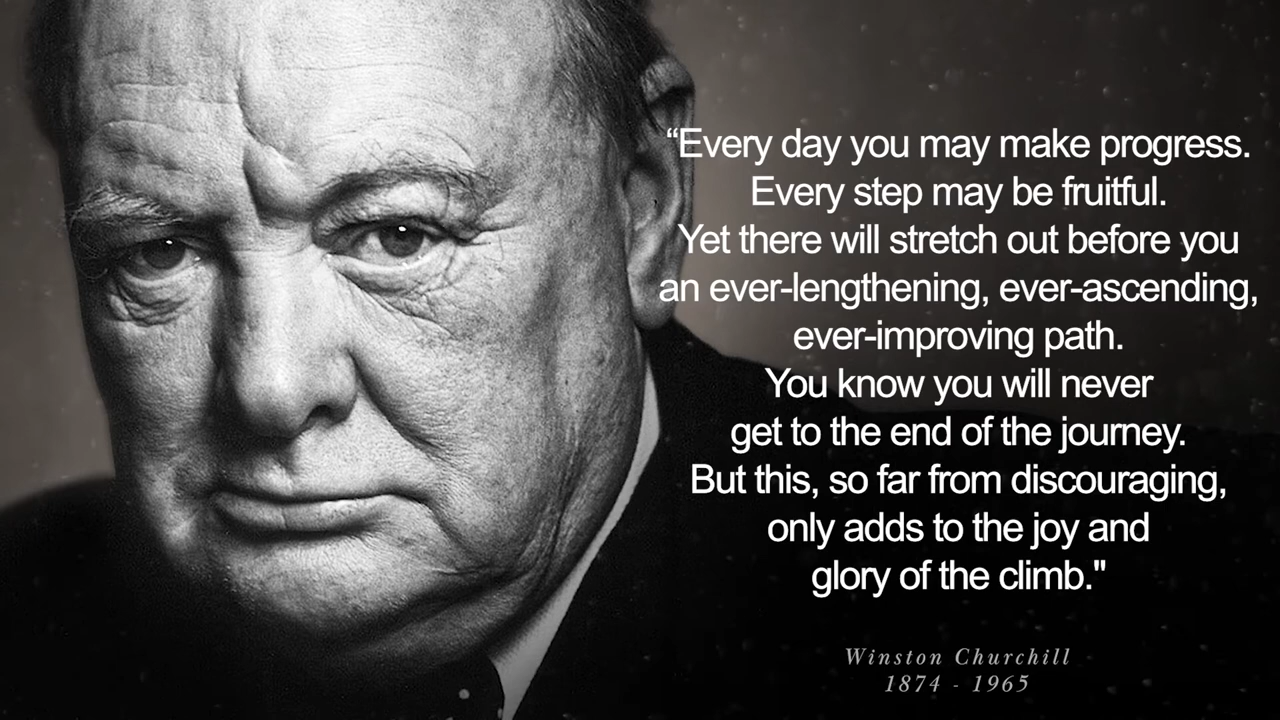 “Every day you may make progress.
Every step may be fruitful.
Yet there will stretch out before you
an ever-lengthening, ever-ascending,
ever-improving path.
You know you will never
get to the end of the journey.
But this, so far from discouraging,
only adds to the joy and
glory of the climb."
Winston Churchill
1874 - 1965